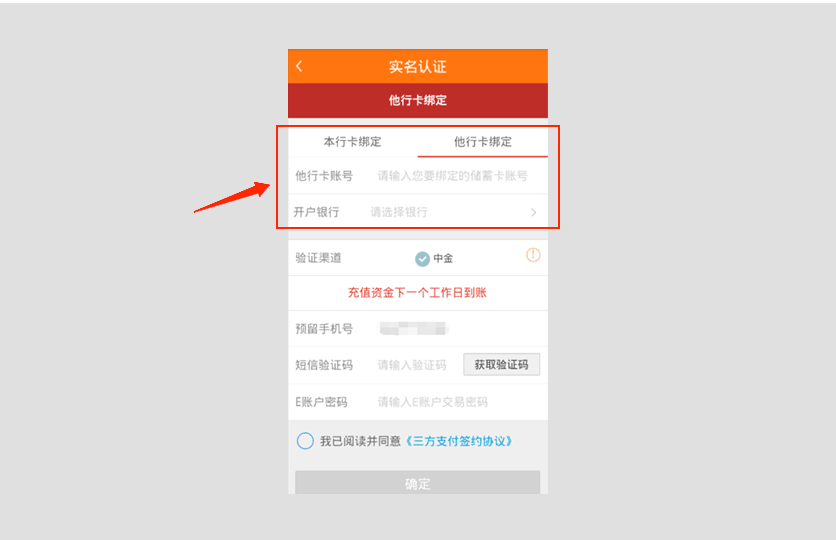 实名认证
他行卡绑定
本行卡绑定 他行卡绑定
他行卡账号 请输入您要绑定的储蓄卡账号
开户银行 请选择银行
验证渠道 中金
充值资金下一个工作日到账
预留手机号
短信验证码 请输入验证码 获取验证码
E账户密码 请输入E账户交易密码
我已阅读并同意《三方支付签约协议》
确定